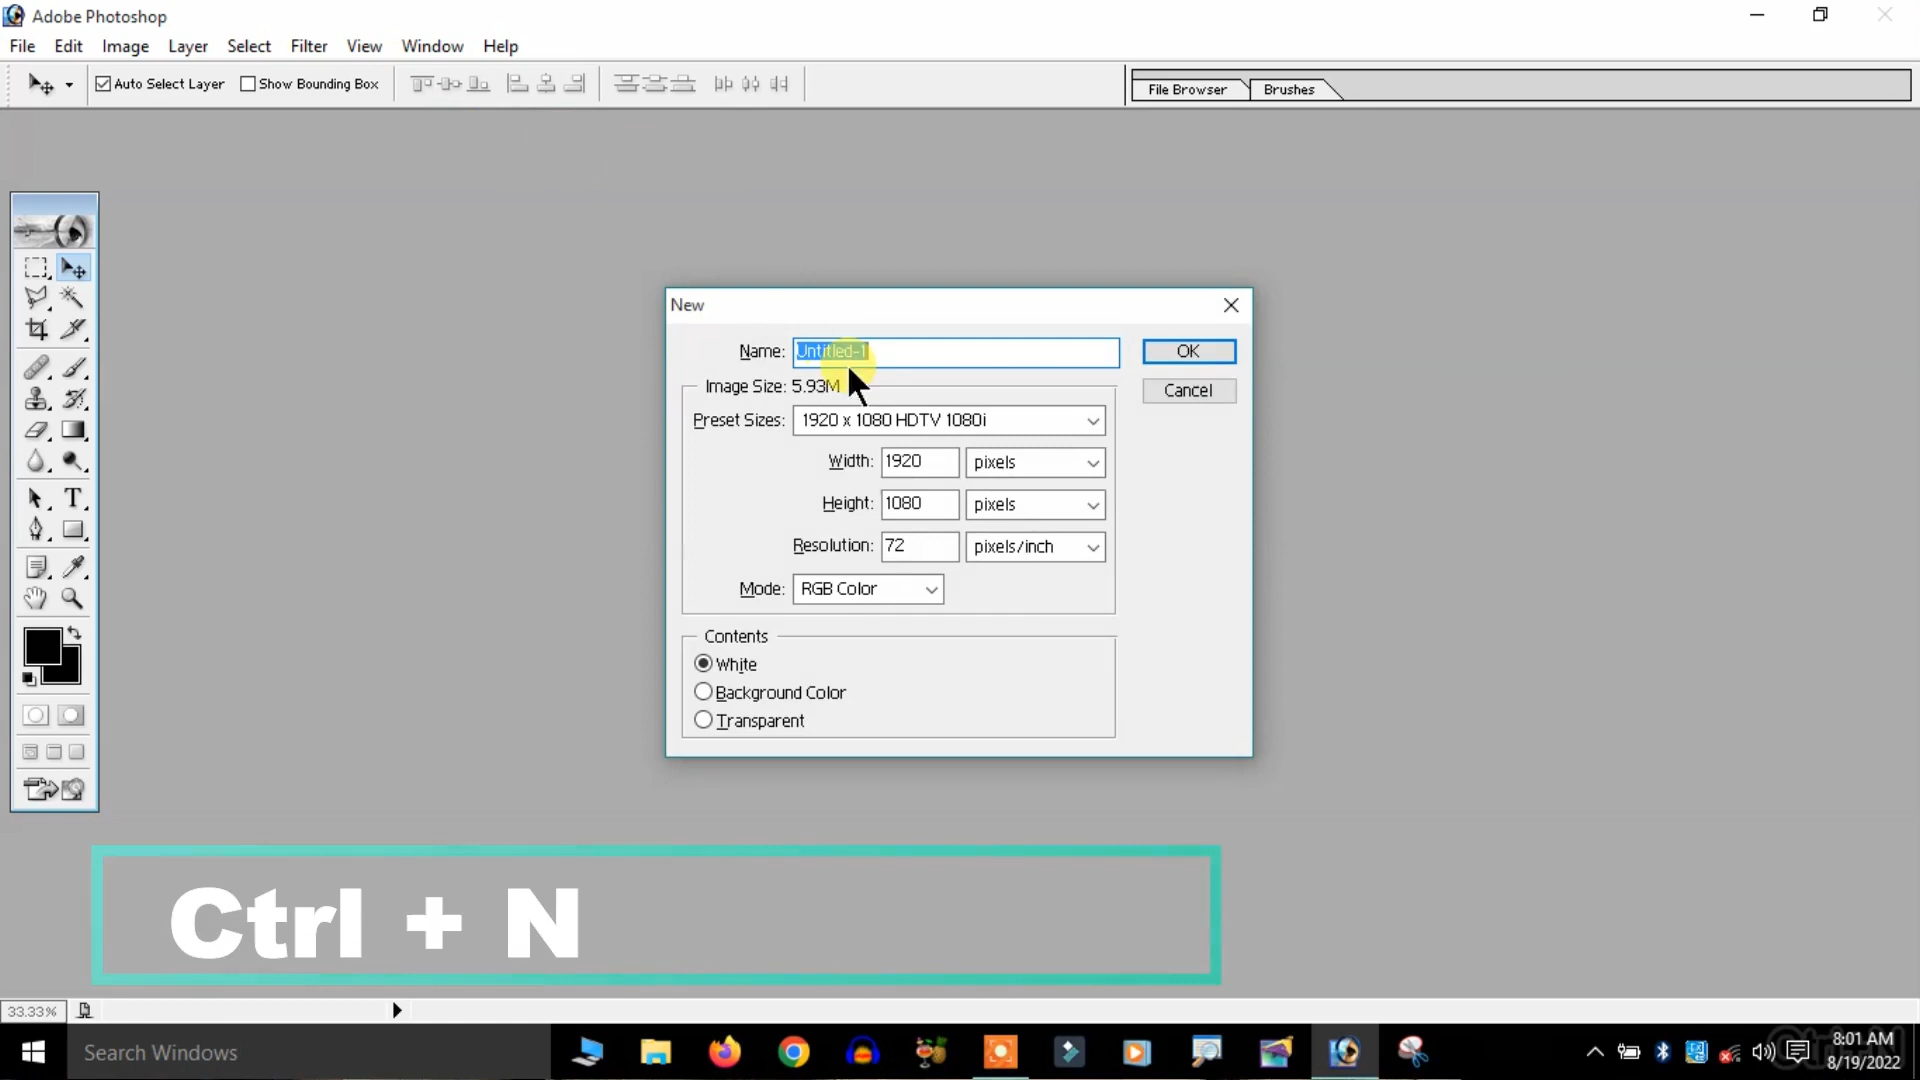 Adobe Photoshop
File Edit Image Layer Select Filter View Window Help
Auto Select Layer Show Bounding Box File Browser Brushes
New
Name: Untitled-1 OK
Image Size: 5.93M Cancel
Preset Sizes: 1920 x 1080 HDTV 1080i
Width: 1920 pixels
Height: 1080 pixels
Resolution: 72 pixels/inch
Mode: RGB Color
Contents
White
Background Color
Transparent
T
Ctrl + N
33.33%
Search Windows
8:01 AM
8/19/2022